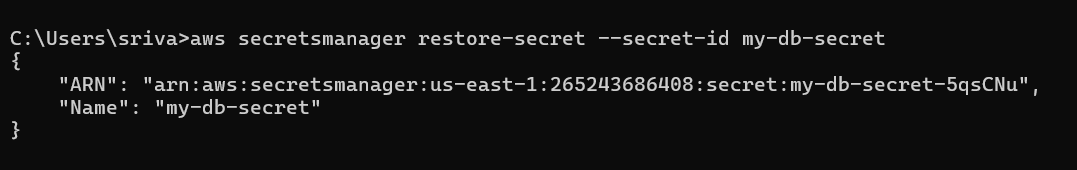 C:\Users\sriva>aws secretsmanager restore-secret --secret-id my-db-secret
{
    "ARN": "arn:aws:secretsmanager:us-east-1:265243686408:secret:my-db-secret-5qsCNu",
    "Name": "my-db-secret"
}